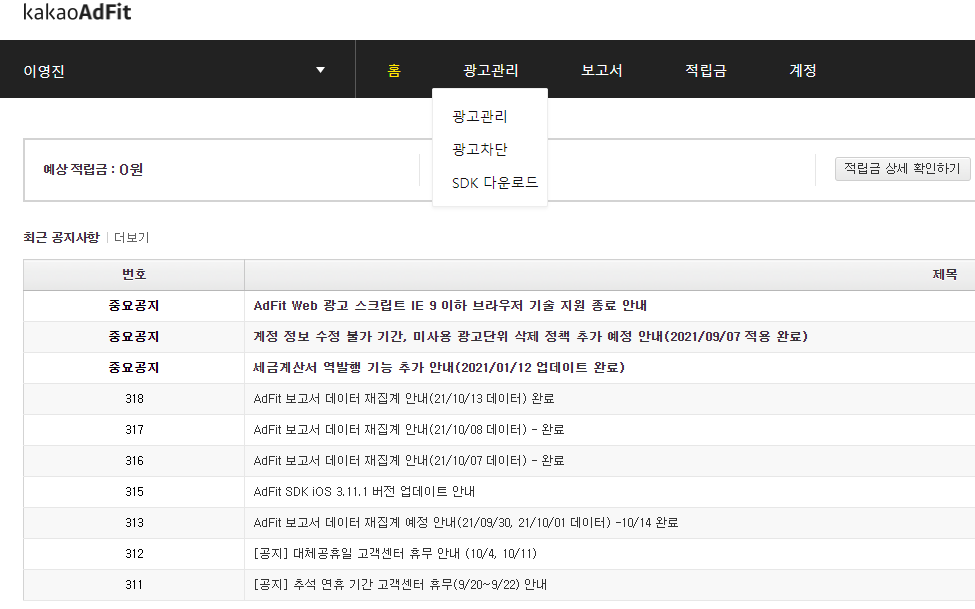 kakaoAdFit
이영진 홈 광고관리 보고서 적립금 계정
광고관리
광고차단
SDK 다운로드
예상 적립금 : 0원 적립금 상세 확인하기
최근 공지사항 더보기
번호 제목
중요공지 AdFit Web 광고 스크립트 IE 9 이하 브라우저 기술 지원 종료 안내
중요공지 계정 정보 수정 불가 기간, 미사용 광고단위 삭제 정책 추가 예정 안내(2021/09/07 적용 완료)
중요공지 세금계산서 역발행 기능 추가 안내(2021/01/12 업데이트 완료)
318 AdFit 보고서 데이터 재집계 안내(21/10/13 데이터) 완료
317 AdFit 보고서 데이터 재집계 안내(21/10/08 데이터) - 완료
316 AdFit 보고서 데이터 재집계 안내(21/10/07 데이터) - 완료
315 AdFit SDK iOS 3.11.1 버전 업데이트 안내
313 AdFit 보고서 데이터 재집계 예정 안내(21/09/30, 21/10/01 데이터) -10/14 완료
312 [공지] 대체공휴일 고객센터 휴무 안내 (10/4, 10/11)
311 [공지] 추석 연휴 기간 고객센터 휴무(9/20~9/22) 안내